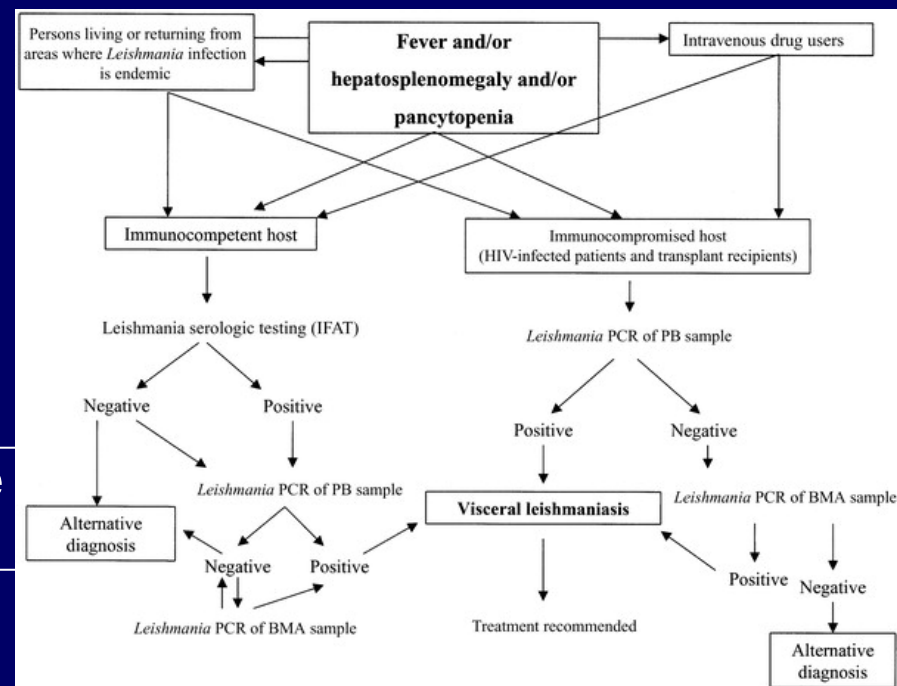 Persons living or returning from
areas where Leishmania infection
is endemic
Fever and/or
hepatosplenomegaly and/or
pancytopenia
Intravenous drug users
Immunocompetent host
Immunocompromised host
(HIV-infected patients and transplant recipients)
Leishmania serologic testing (IFAT)
Leishmania PCR of PB sample
Negative
Positive
Positive
Negative
Leishmania PCR of PB sample
Visceral leishmaniasis
Leishmania PCR of BMA sample
Alternative
diagnosis
Negative
Positive
Positive
Negative
Leishmania PCR of BMA sample
Treatment recommended
Alternative
diagnosis